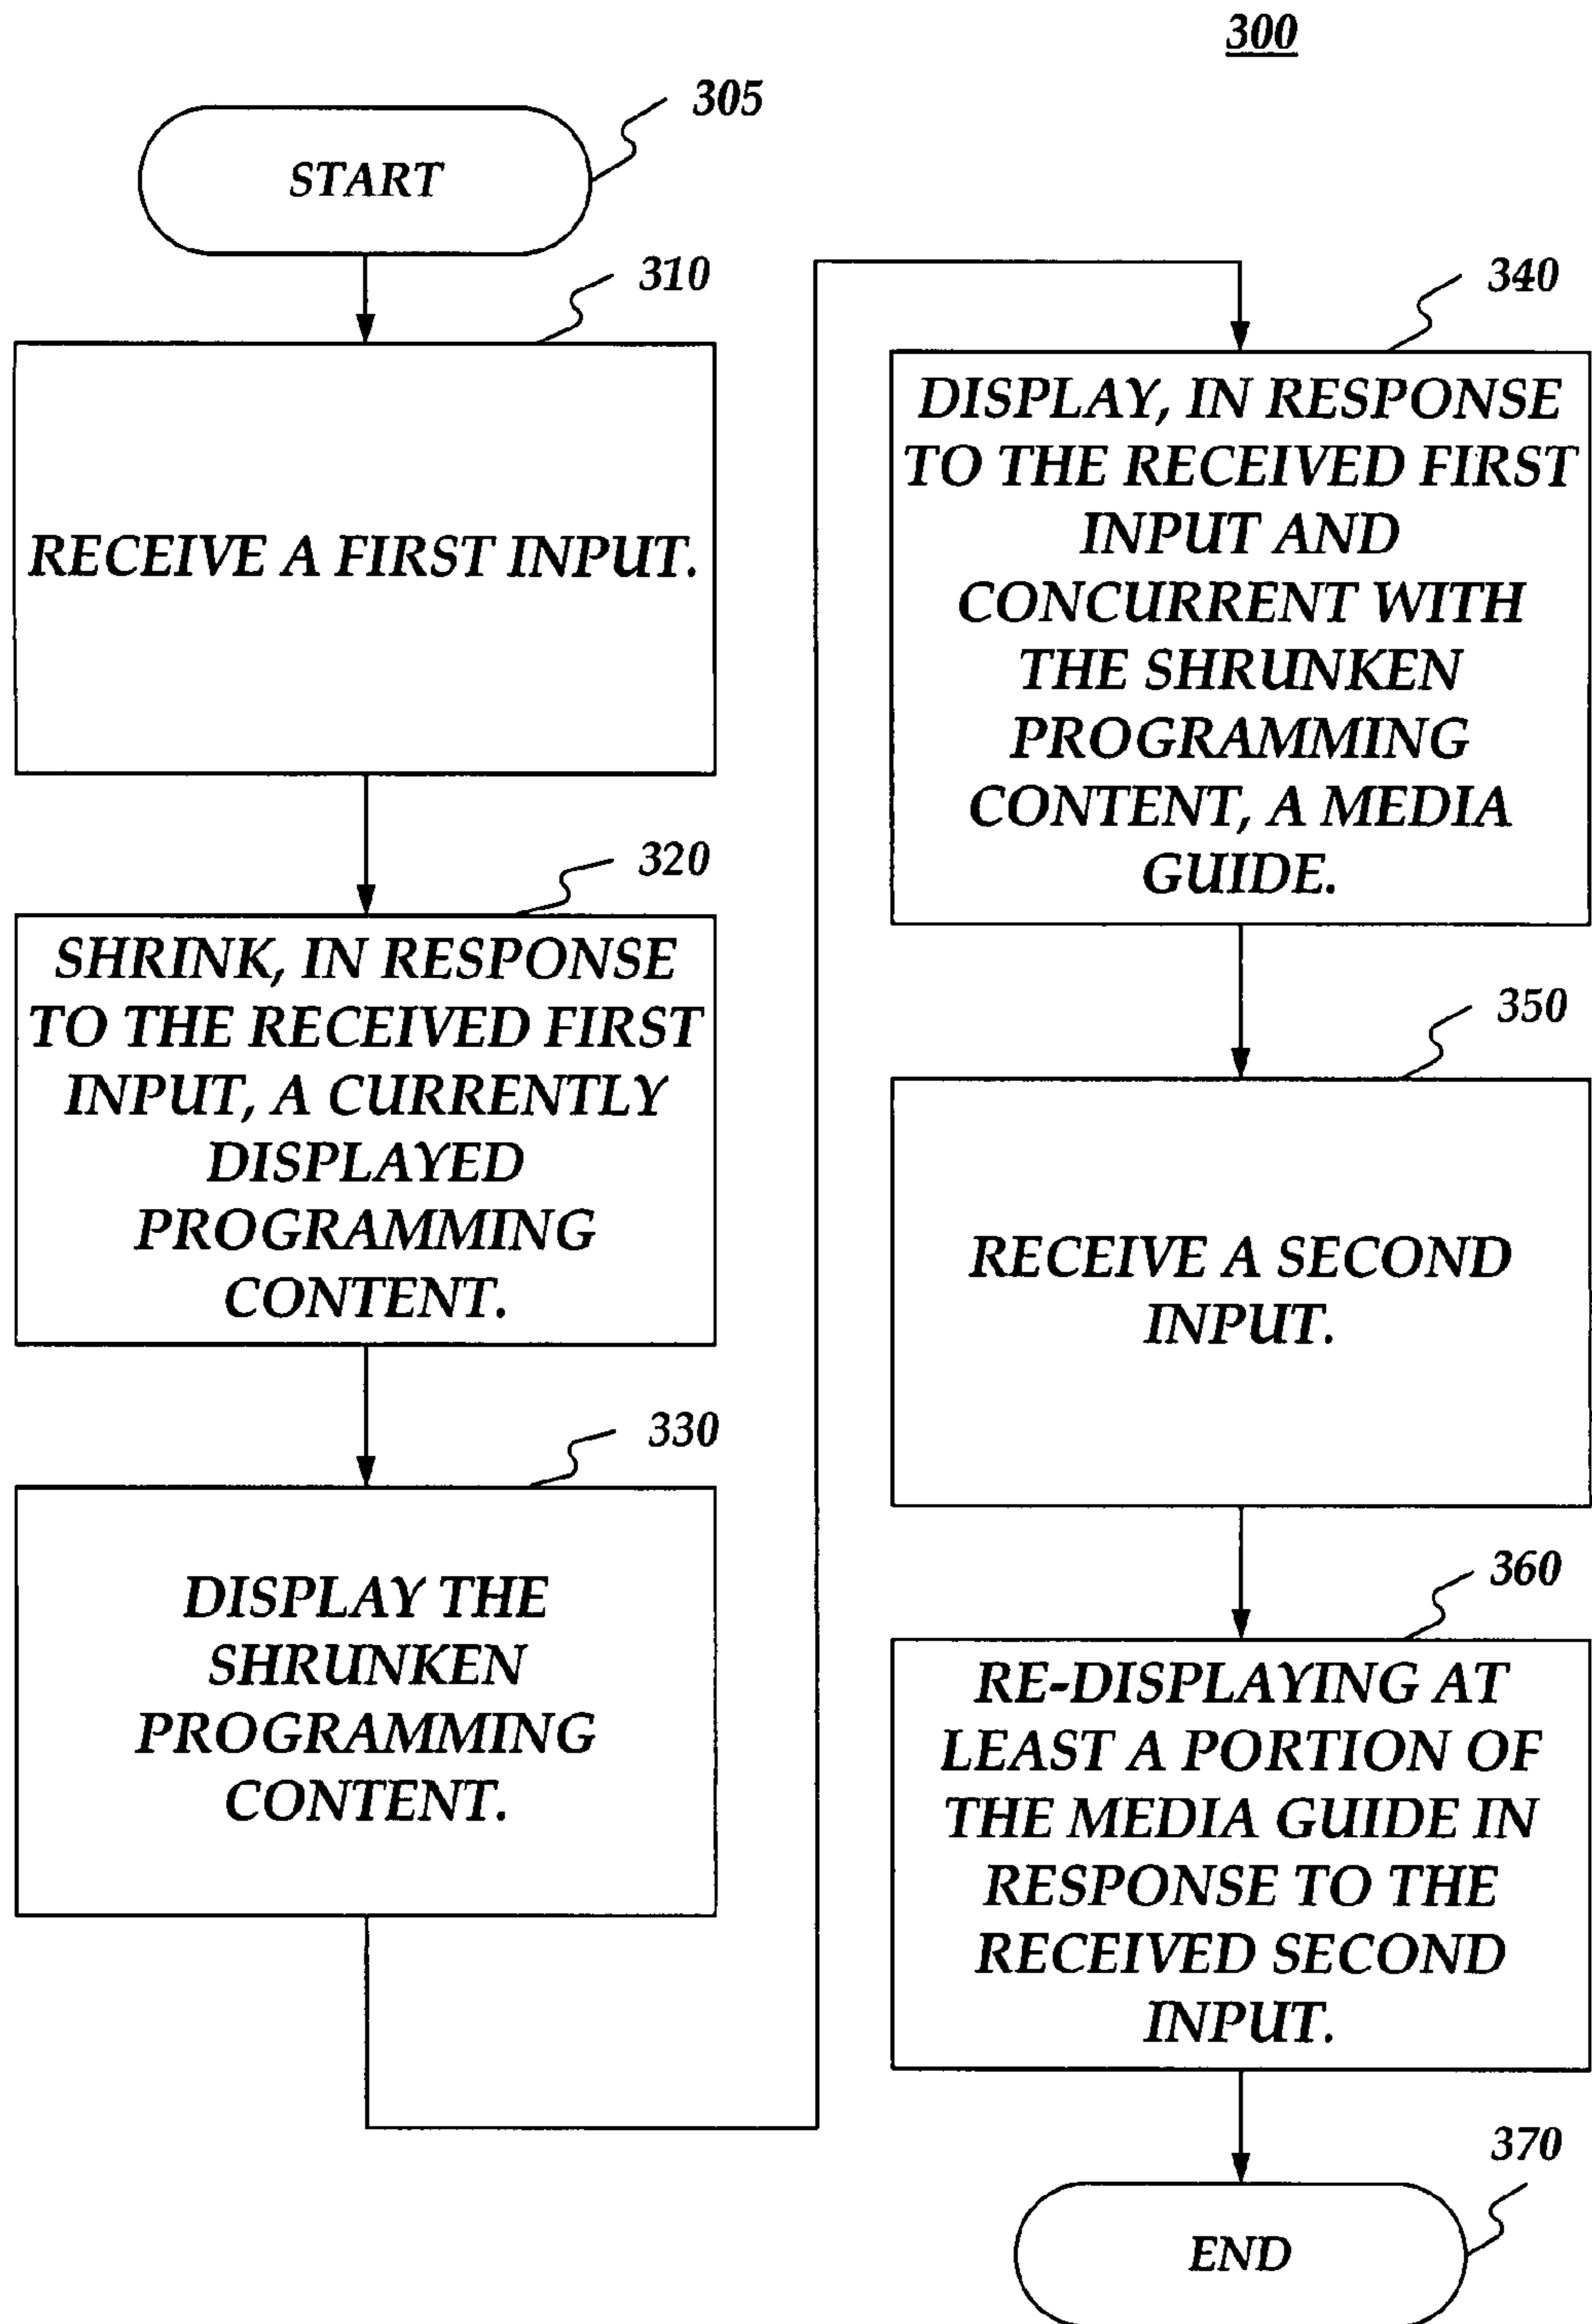 300
305
START
310
RECEIVE A FIRST INPUT.
320
SHRINK, IN RESPONSE
TO THE RECEIVED FIRST
INPUT, A CURRENTLY
DISPLAYED
PROGRAMMING
CONTENT.
330
DISPLAY THE
SHRUNKEN
PROGRAMMING
CONTENT.
340
DISPLAY, IN RESPONSE
TO THE RECEIVED FIRST
INPUT AND
CONCURRENT WITH
THE SHRUNKEN
PROGRAMMING
CONTENT, A MEDIA
GUIDE.
350
RECEIVE A SECOND
INPUT.
360
RE-DISPLAYING AT
LEAST A PORTION OF
THE MEDIA GUIDE IN
RESPONSE TO THE
RECEIVED SECOND
INPUT.
370
END